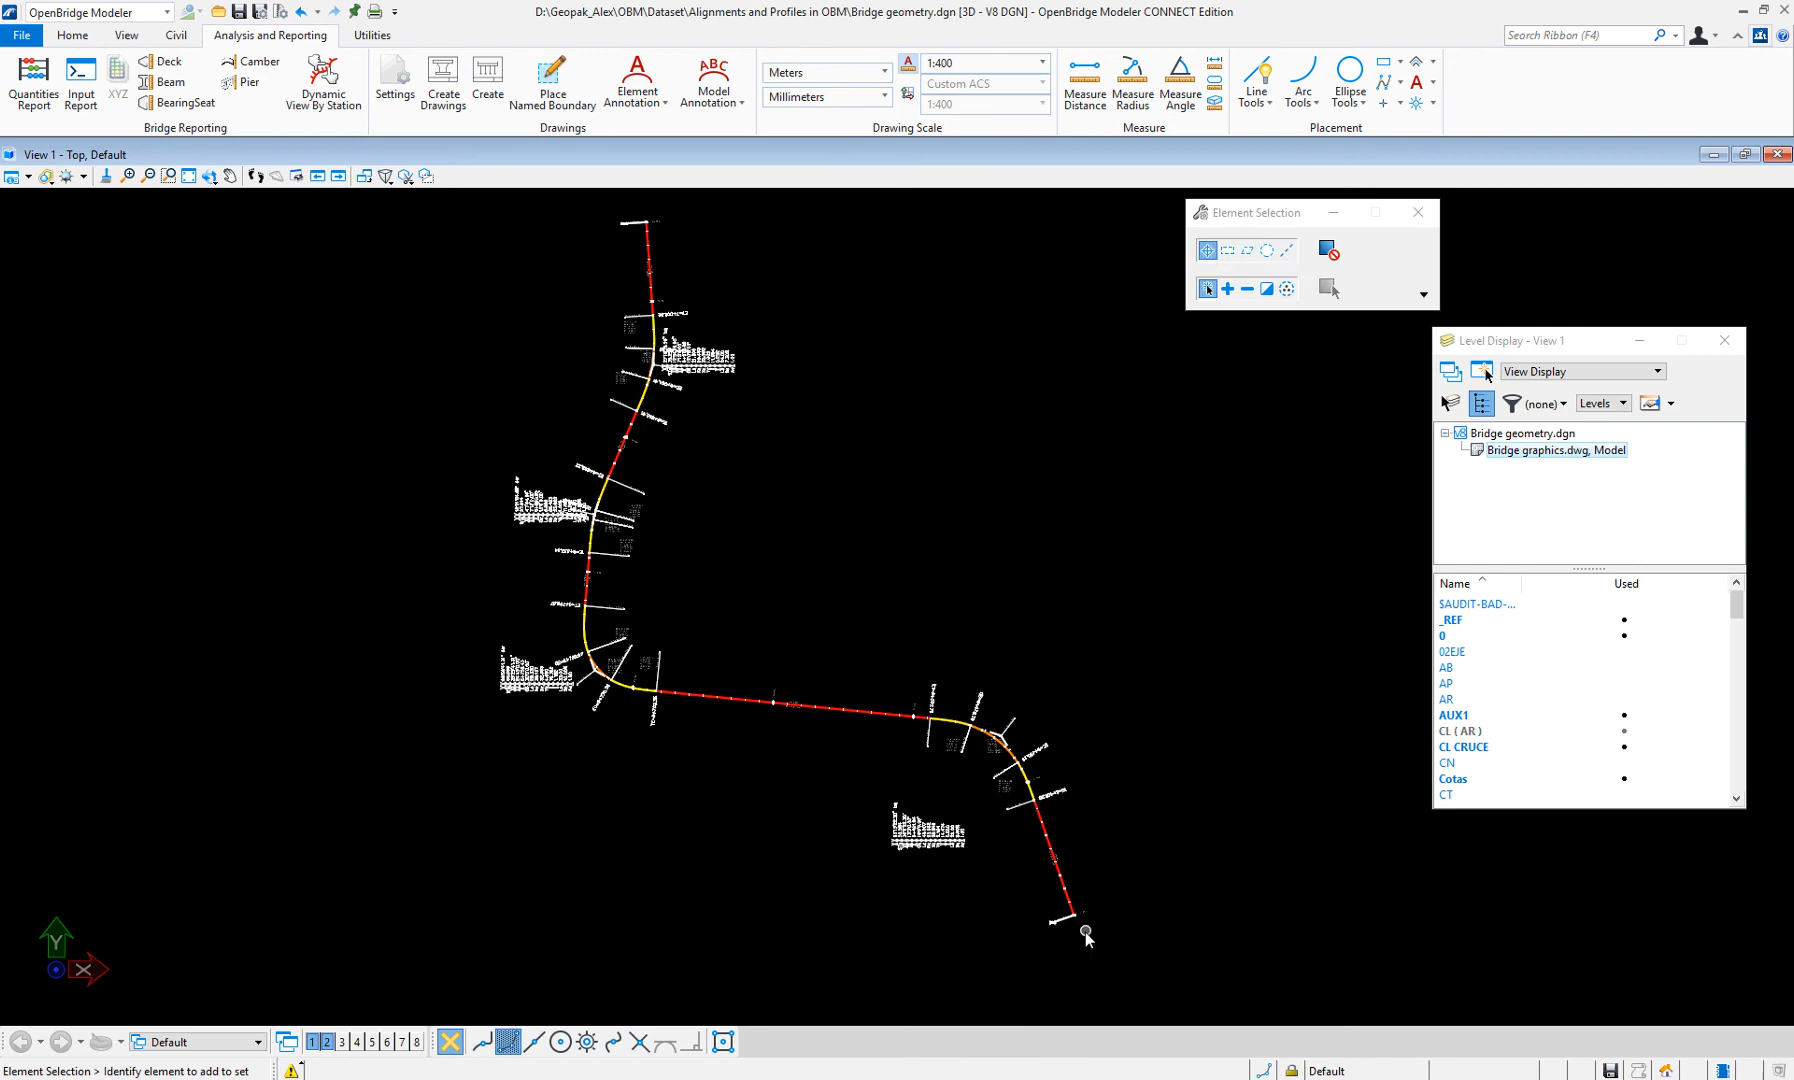 OpenBridge Modeler
D:\Geopak_Alex\OBM\Dataset\Alignments and Profiles in OBM\Bridge geometry.dgn [3D - V8 DGN] - OpenBridge Modeler CONNECT Edition
File Home View Civil Analysis and Reporting Utilities
Search Ribbon (F4)
Quantities Report
Input Report
XYZ
Deck
Beam
BearingSeat
Camber
Pier
Dynamic View By Station
Bridge Reporting
Settings
Create Drawings
Create
Place Named Boundary
Element Annotation
Model Annotation
Drawings
Meters
Millimeters
1:400
Custom ACS
1:400
Drawing Scale
Measure Distance
Measure Radius
Measure Angle
Measure
Line Tools
Arc Tools
Ellipse Tools
Placement
View 1 - Top, Default
Element Selection
Level Display - View 1
View Display
(none)
Levels
Bridge geometry.dgn
Bridge graphics.dwg, Model
Name Used
$AUDIT-BAD-...
_REF
0
02EJE
AB
AP
AR
AUX1
CL ( AR )
CL CRUCE
CN
Cotas
CT
Y
X
Default
1 2 3 4 5 6 7 8
Element Selection > Identify element to add to set
Default